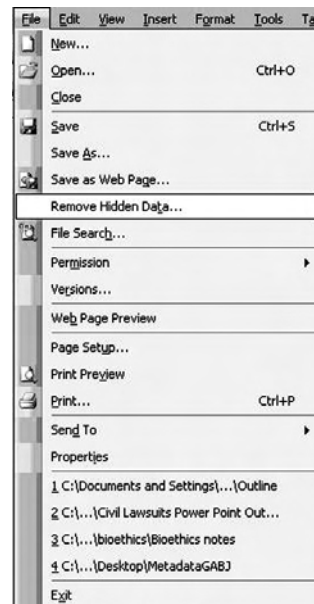 File Edit View Insert Format Tools Ta
New...
Open... Ctrl+O
Close
Save Ctrl+S
Save As...
Save as Web Page...
Remove Hidden Data...
File Search...
Permission
Versions...
Web Page Preview
Page Setup...
Print Preview
Print... Ctrl+P
Send To
Properties
1 C:\Documents and Settings\...\Outline
2 C:\...\Civil Lawsuits Power Point Out...
3 C:\...\bioethics\Bioethics notes
4 C:\...\Desktop\MetadataGABJ
Exit